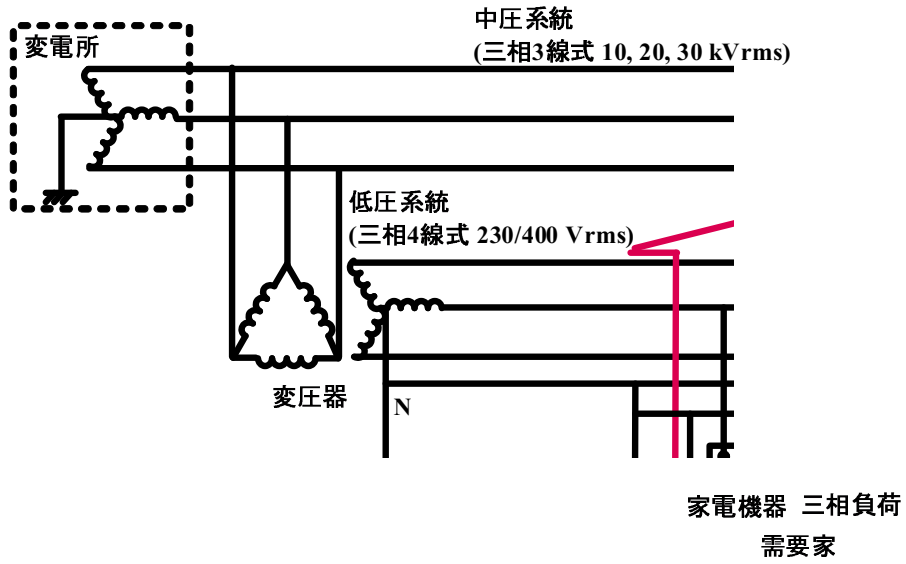 中圧系統
(三相3線式 10, 20, 30 kVrms)
変電所
低圧系統
(三相4線式 230/400 Vrms)
変圧器
N
家電機器 三相負荷
需要家